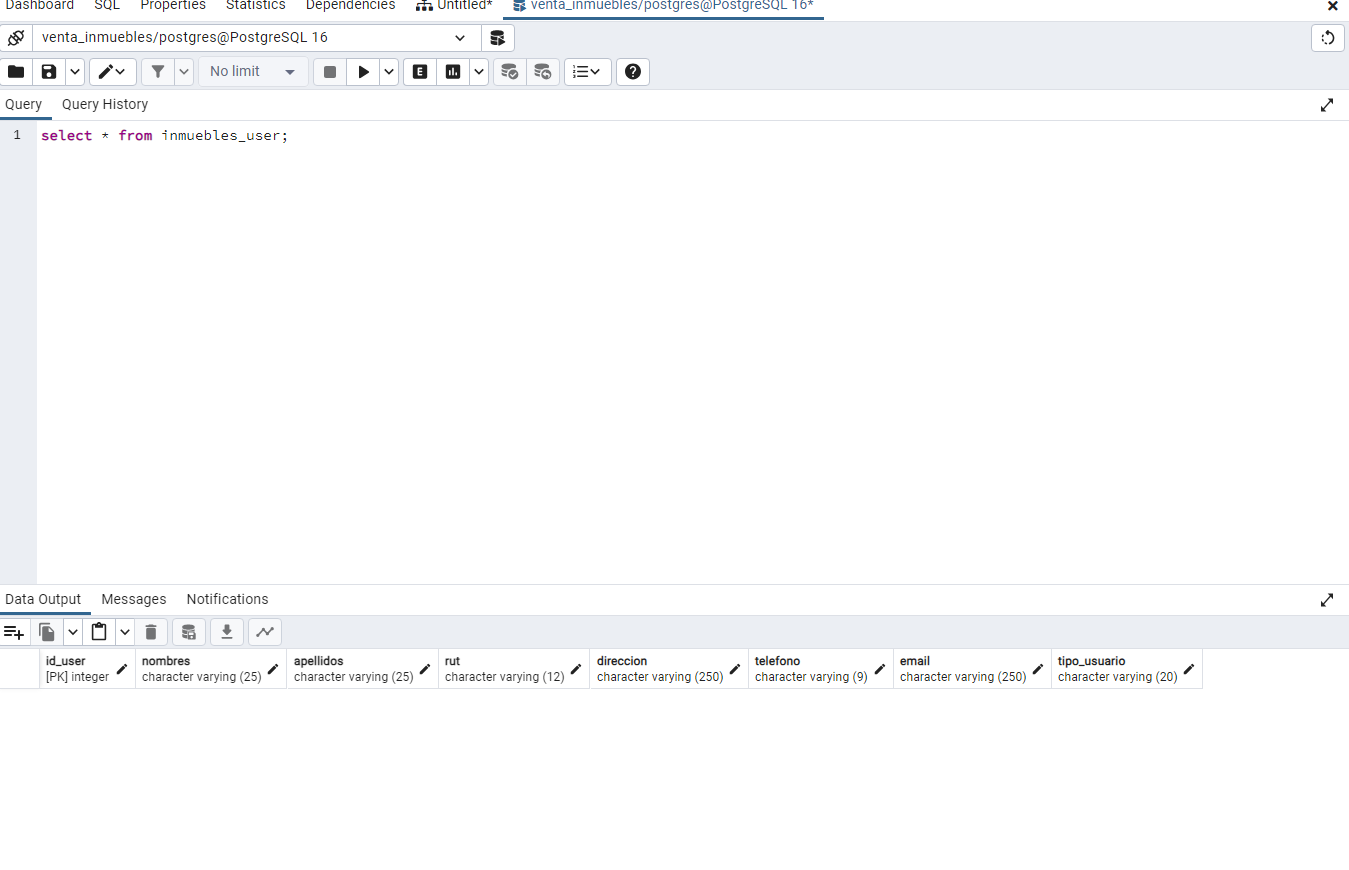 Dashboard SQL Properties Statistics Dependencies Untitled* venta_inmuebles/postgres@PostgreSQL 16*
venta_inmuebles/postgres@PostgreSQL 16
No limit E
Query Query History
1 select * from inmuebles_user;
Data Output Messages Notifications
id_user nombres apellidos rut direccion telefono email tipo_usuario
[PK] integer character varying (25) character varying (25) character varying (12) character varying (250) character varying (9) character varying (250) character varying (20)